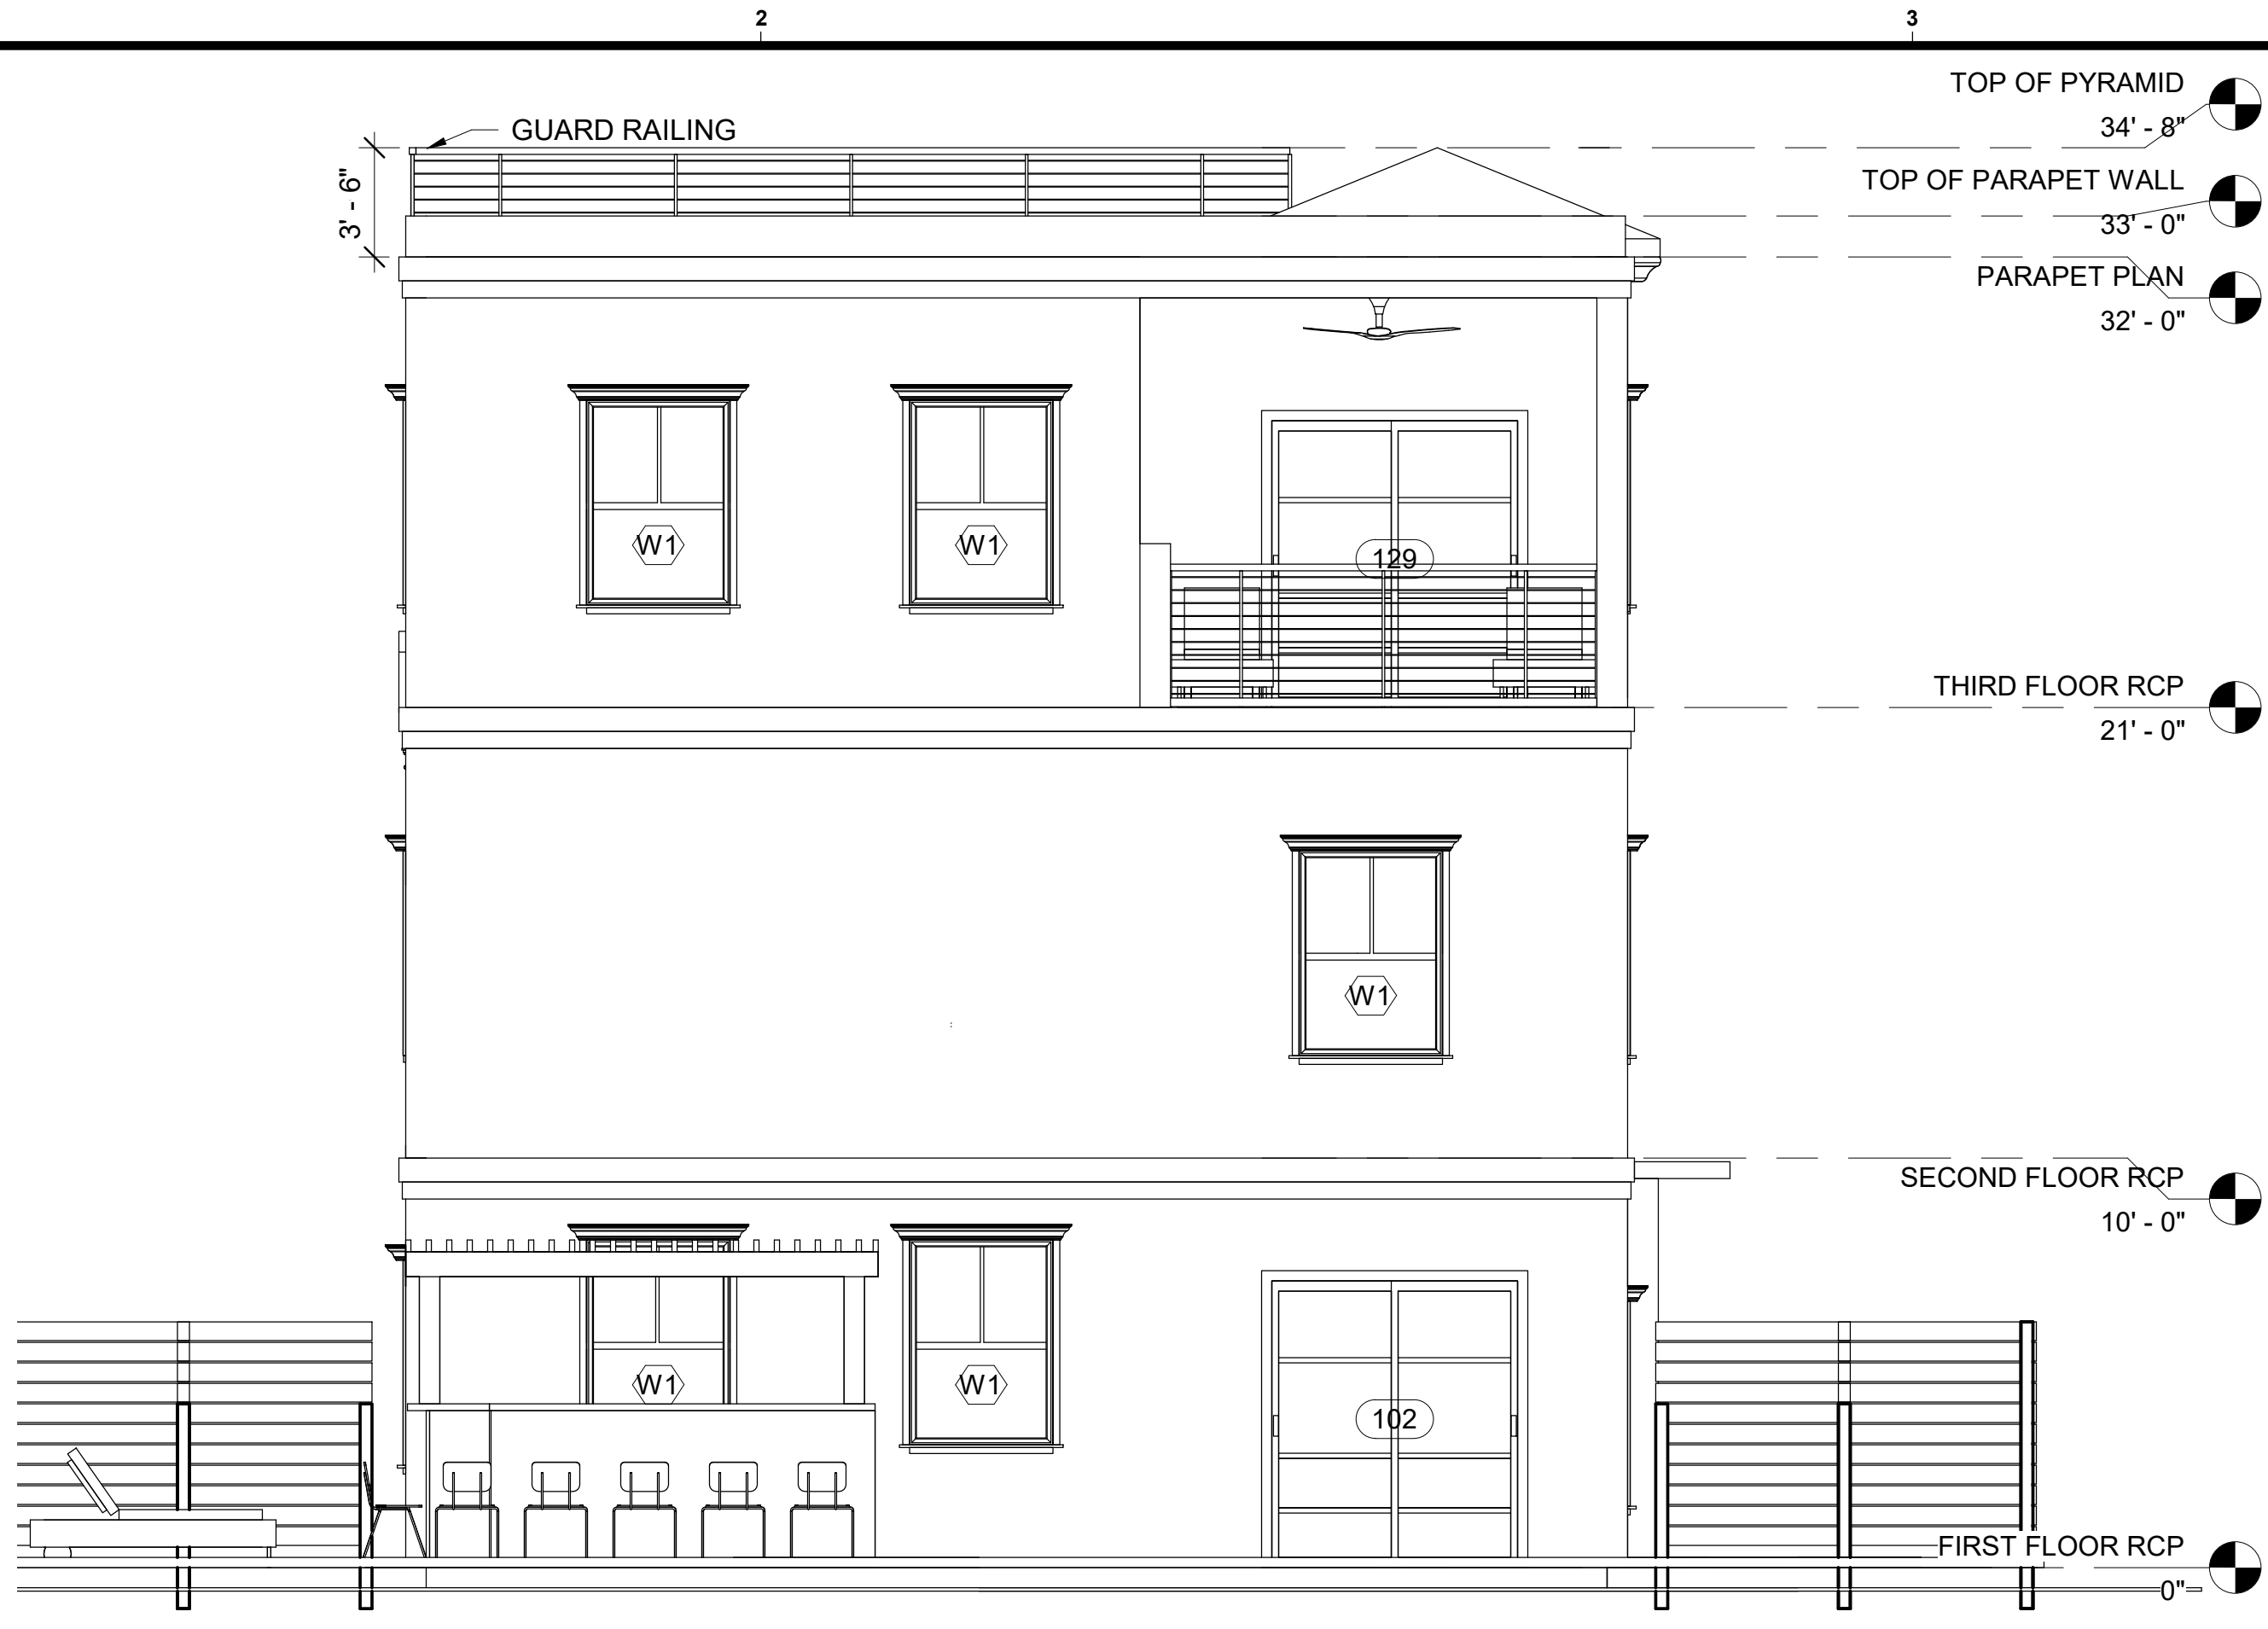 2
3
TOP OF PYRAMID
34' - 8"
GUARD RAILING
3' - 6"
TOP OF PARAPET WALL
33' - 0"
PARAPET PLAN
32' - 0"
W1
W1
129
THIRD FLOOR RCP
21' - 0"
W1
SECOND FLOOR RCP
10' - 0"
W1
W1
102
FIRST FLOOR RCP
0"